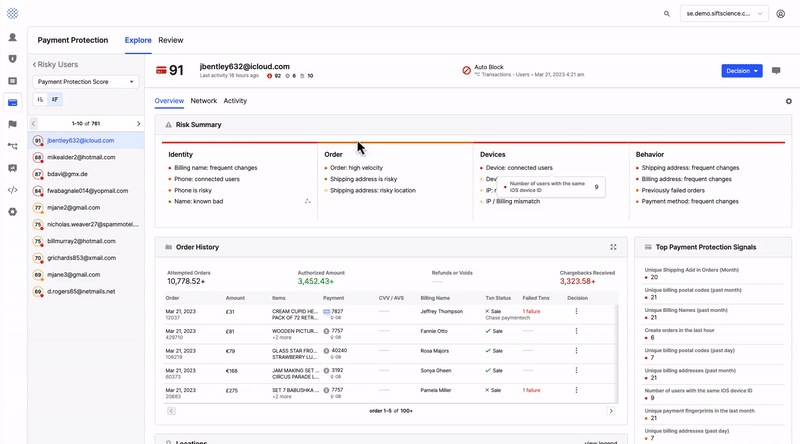 se.demo.siftscience.c...
Payment Protection
Explore
Review
Risky Users
Payment Protection Score
1-10 of 761
91 jbentley632@icloud.com
88 mikealder2@hotmail.com
87 bdavi@gmx.de
84 fwabagnale014@yopmail.com
77 mjane2@gmail.com
75 nicholas.weaver27@spammotel....
75 billmurray2@hotmail.com
70 grichards853@xmail.com
69 mjane3@gmail.com
69 d.rogers65@netmails.net
91
jbentley632@icloud.com
Last activity 16 hours ago 92 6 10
Auto Block
Transactions - Users – Mar 21, 2023 4:21 am
Decision
Overview
Network
Activity
Risk Summary
Identity
Billing name: frequent changes
Phone: connected users
Phone is risky
Name: known bad
Order
Order: high velocity
Shipping address is risky
Shipping address: risky location
Devices
Device: connected users
IP / Billing mismatch
Number of users with the same
iOS device ID
9
Behavior
Shipping address: frequent changes
Billing address: frequent changes
Previously failed orders
Payment method: frequent changes
Order History
Attempted Orders
10,778.52+
Authorized Amount
3,452.43+
Refunds or Voids
Chargebacks Received
3,323.58+
Order Amount Items Payment CVV / AVS Billing Name Txn Status Failed Txns Decision
Mar 21, 2023 £31 CREAM CUPID HE... 7827 Jeffrey Thompson Sale 1 failure
12037 PACK OF 72 RETR... GB Chase paymentech
Mar 21, 2023 £81 WOODEN PICTUR... 7757 Fannie Otto Sale
429710 +2 more GB
Mar 21, 2023 €79 GLASS STAR FRO... 40240 Rosa Majors Sale
106219 STRAWBERRY LU... GB
Mar 21, 2023 €168 JAM MAKING SET ... 3192 Sonya Gheen Sale
60373 CIRCUS PARADE L... GB
Mar 21, 2023 £275 SET 7 BABUSHKA ... 7757 Pamela Miller Sale 1 failure
20683 +2 more GB
order 1–5 of 100+
Top Payment Protection Signals
Unique Shipping Add in Orders (Month)
20
Unique billing postal codes (past month)
21
Unique Billing Names (past month)
21
Create orders in the last hour
6
Unique billing postal codes (past day)
7
Unique billing addresses (past month)
21
Number of users with the same iOS device ID
9
Unique payment fingerprints in the last month
21
Unique billing addresses (past day)
7
Locations
view legend